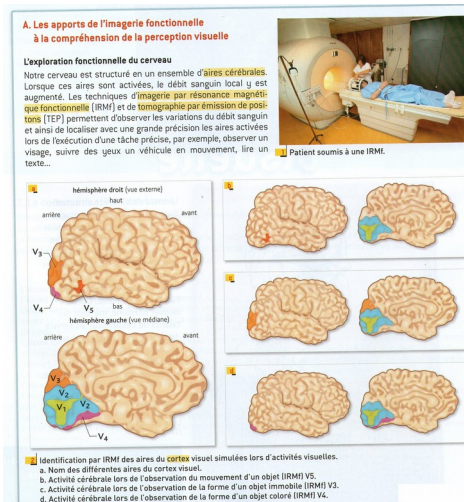 A. Les apports de l'imagerie fonctionnelle
à la compréhension de la perception visuelle
L'exploration fonctionnelle du cerveau
Notre cerveau est structuré en un ensemble d'aires cérébrales.
Lorsque ces aires sont activées, le débit sanguin local y est
augmenté. Les techniques d'imagerie par résonance magnéti-
que fonctionnelle (IRMf) et de tomographie par émission de posi-
tons (TEP) permettent d'observer les variations du débit sanguin
et ainsi de localiser avec une grande précision les aires activées
lors de l'exécution d'une tâche précise, par exemple, observer un
visage, suivre des yeux un véhicule en mouvement, lire un
texte...
1 Patient soumis à une IRMf.
a
hémisphère droit (vue externe)
haut
arrière
avant
V3
V4
V5
bas
hémisphère gauche (vue médiane)
arrière
avant
V3
V2
V1
V2
V4
b
c
d
2 Identification par IRMf des aires du cortex visuel simulées lors d'activités visuelles.
a. Nom des différentes aires du cortex visuel.
b. Activité cérébrale lors de l'observation du mouvement d'un objet (IRMf) V5.
c. Activité cérébrale lors de l'observation de la forme d'un objet immobile (IRMf) V3.
d. Activité cérébrale lors de l'observation de la forme d'un objet coloré (IRMf) V4.